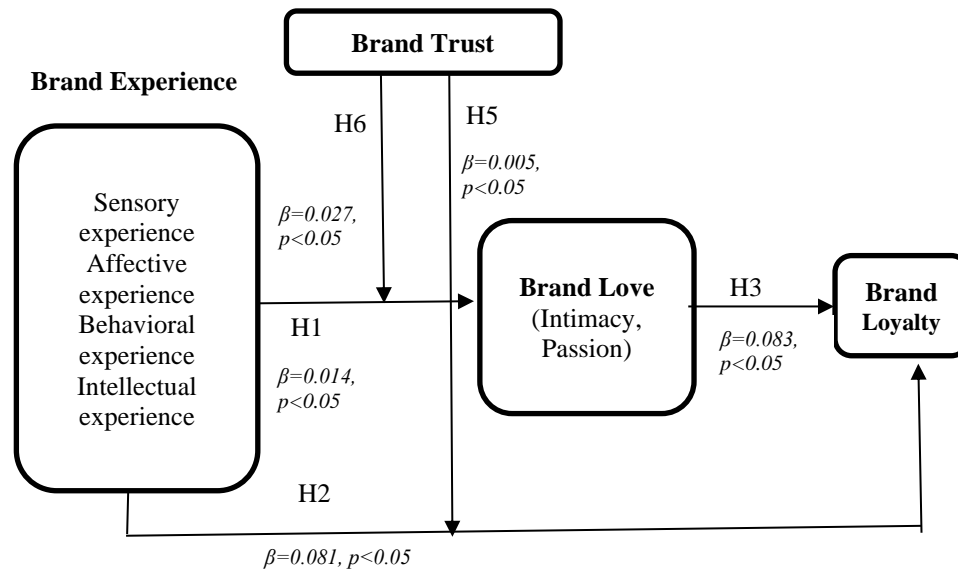 Brand Trust
Brand Experience
H6
H5
β=0.005,
p<0.05
Sensory
experience
Affective
experience
Behavioral
experience
Intellectual
experience
β=0.027,
p<0.05
H1
β=0.014,
p<0.05
Brand Love
(Intimacy,
Passion)
H3
β=0.083,
p<0.05
Brand
Loyalty
H2
β=0.081, p<0.05